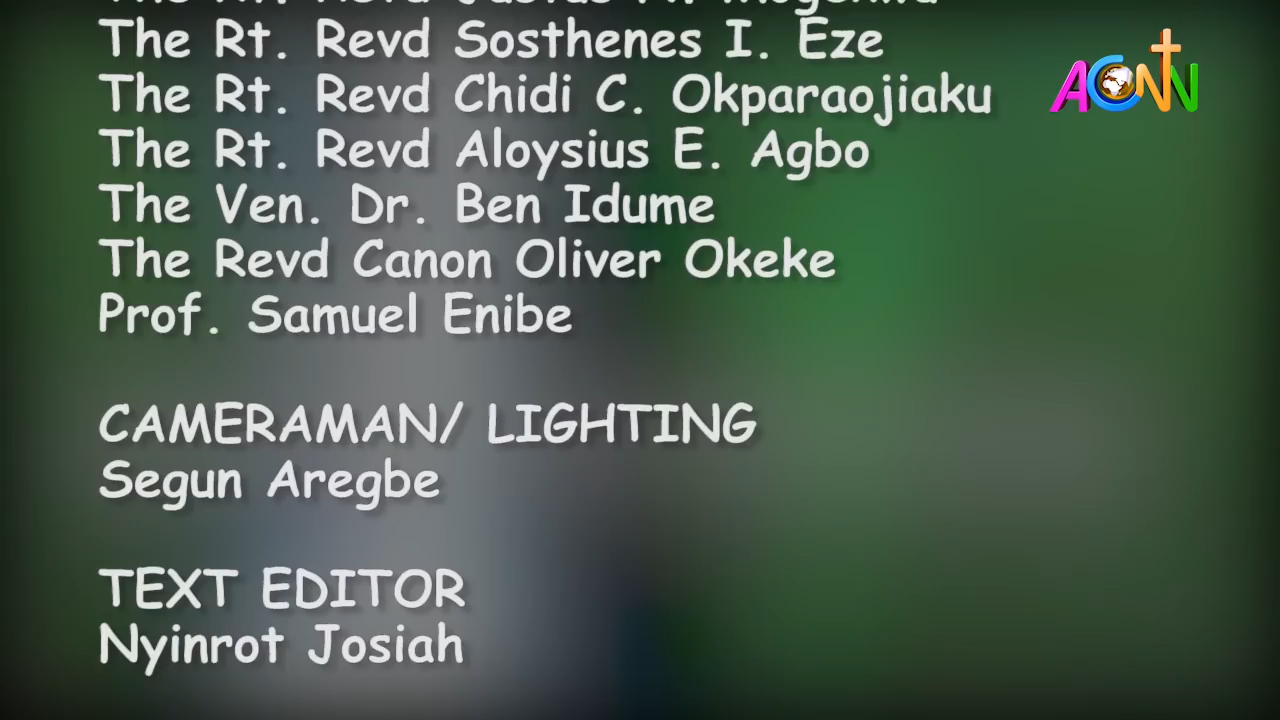 The Rt. Revd Sosthenes I. Eze
The Rt. Revd Chidi C. Okparaojiaku
The Rt. Revd Aloysius E. Agbo
The Ven. Dr. Ben Idume
The Revd Canon Oliver Okeke
Prof. Samuel Enibe
CAMERAMAN/ LIGHTING
Segun Aregbe
TEXT EDITOR
Nyinrot Josiah
ACNN